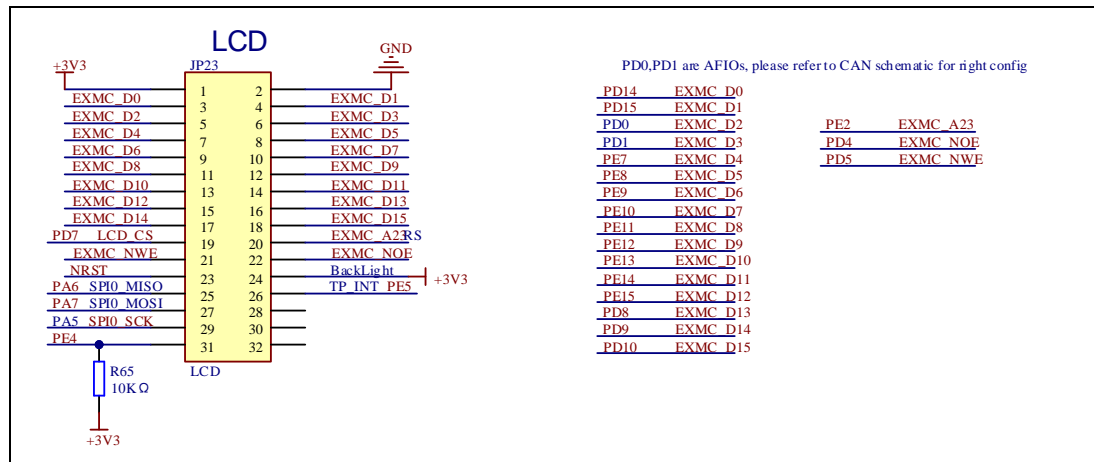 LCD
+3V3 JP23 GND
1 2
EXMC_D0 3 4 EXMC_D1
EXMC_D2 5 6 EXMC_D3
EXMC_D4 7 8 EXMC_D5
EXMC_D6 9 10 EXMC_D7
EXMC_D8 11 12 EXMC_D9
EXMC_D10 13 14 EXMC_D11
EXMC_D12 15 16 EXMC_D13
EXMC_D14 17 18 EXMC_D15
PD7 LCD_CS 19 20 EXMC_A23RS
EXMC_NWE 21 22 EXMC_NOE
NRST 23 24 BackLight +3V3
PA6 SPI0_MISO 25 26 TP_INT PE5
PA7 SPI0_MOSI 27 28
PA5 SPI0_SCK 29 30
PE4 31 32
R65 LCD
10KΩ
+3V3
PD0,PD1 are AFIOs, please refer to CAN schematic for right config
PD14 EXMC_D0
PD15 EXMC_D1
PD0 EXMC_D2
PD1 EXMC_D3
PE7 EXMC_D4
PE8 EXMC_D5
PE9 EXMC_D6
PE10 EXMC_D7
PE11 EXMC_D8
PE12 EXMC_D9
PE13 EXMC_D10
PE14 EXMC_D11
PE15 EXMC_D12
PD8 EXMC_D13
PD9 EXMC_D14
PD10 EXMC_D15
PE2 EXMC_A23
PD4 EXMC_NOE
PD5 EXMC_NWE